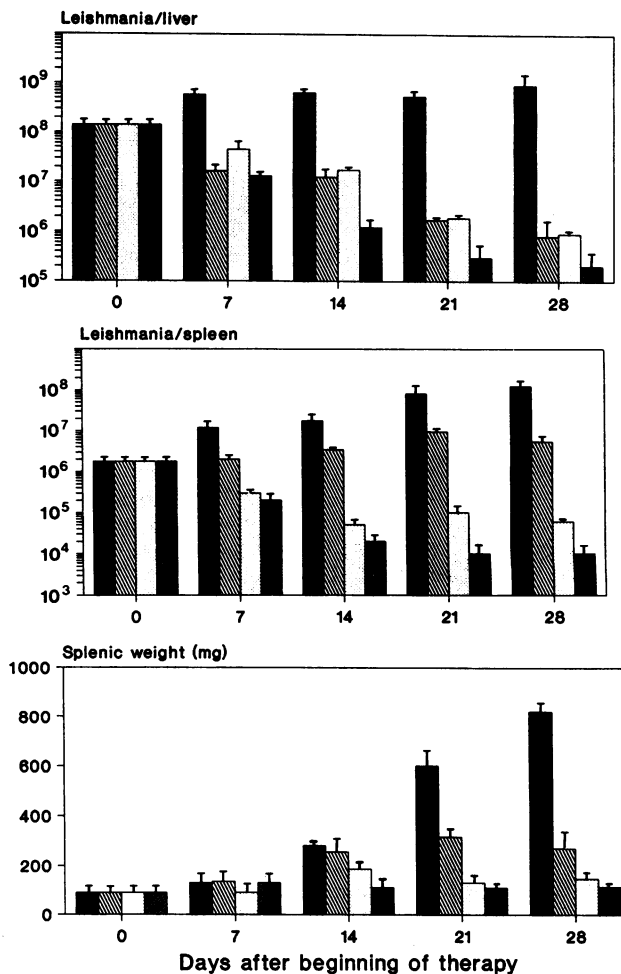 Leishmania/liver
10⁹
10⁸
10⁷
10⁶
10⁵
0 7 14 21 28
Leishmania/spleen
10⁸
10⁷
10⁶
10⁵
10⁴
10³
0 7 14 21 28
Splenic weight (mg)
1000
800
600
400
200
0
0 7 14 21 28
Days after beginning of therapy